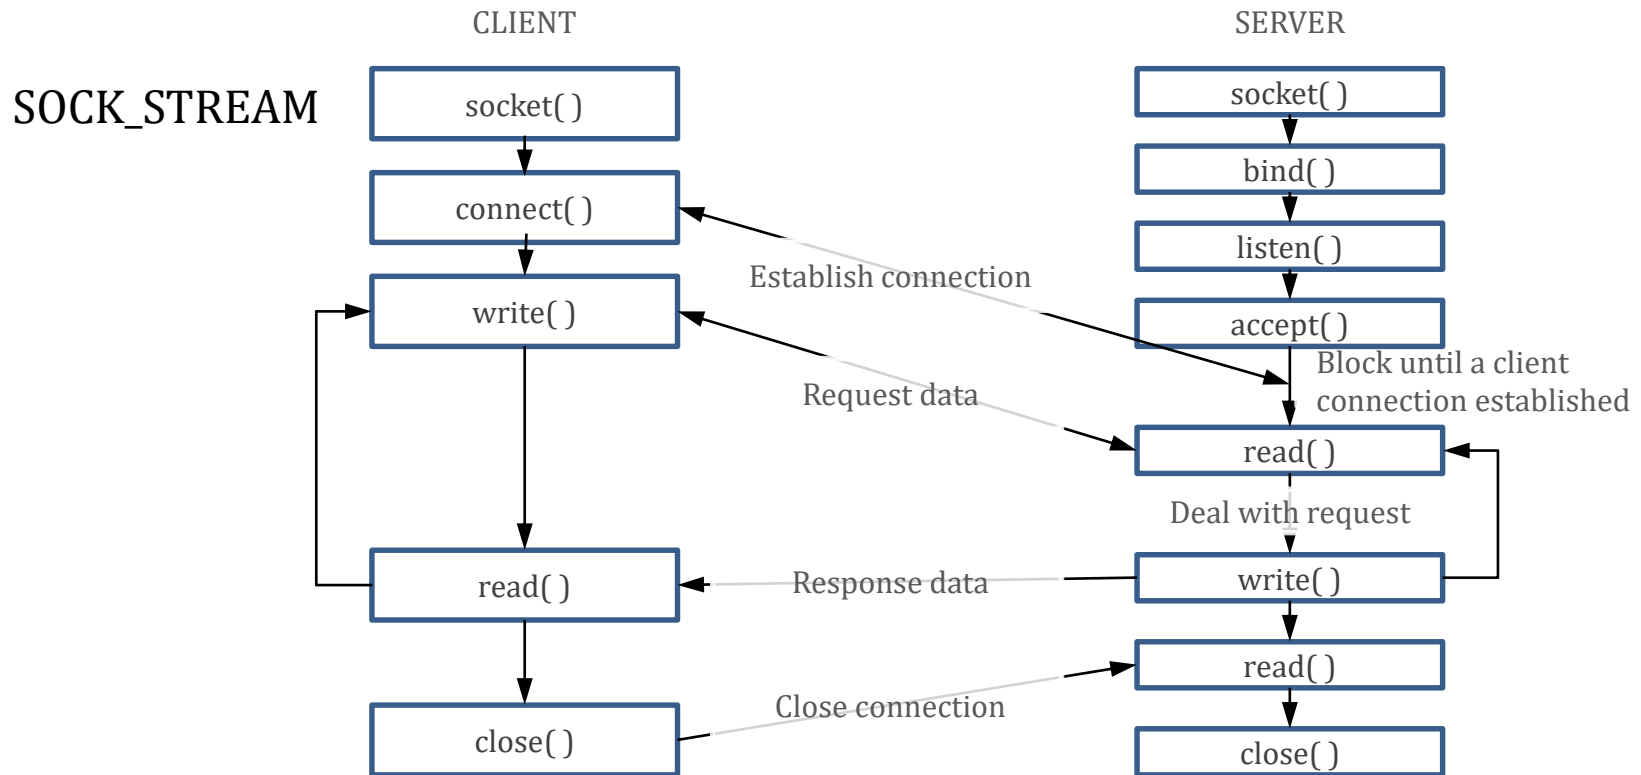 CLIENT
SERVER
SOCK_STREAM
socket( )
socket( )
bind( )
connect( )
listen( )
Establish connection
write( )
accept( )
Block until a client
connection established
Request data
read( )
Deal with request
read( )
Response data
write( )
read( )
Close connection
close( )
close( )